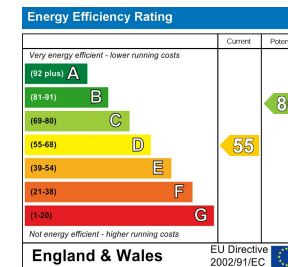 Energy Efficiency Rating
Current
Very energy efficient - lower running costs
(92 plus) A
(81-91) B
8
(69-80) C
(55-68) D 55
(39-54) E
(21-38) F
(1-20) G
Not energy efficient - higher running costs
England & Wales
EU Directive
2002/91/EC